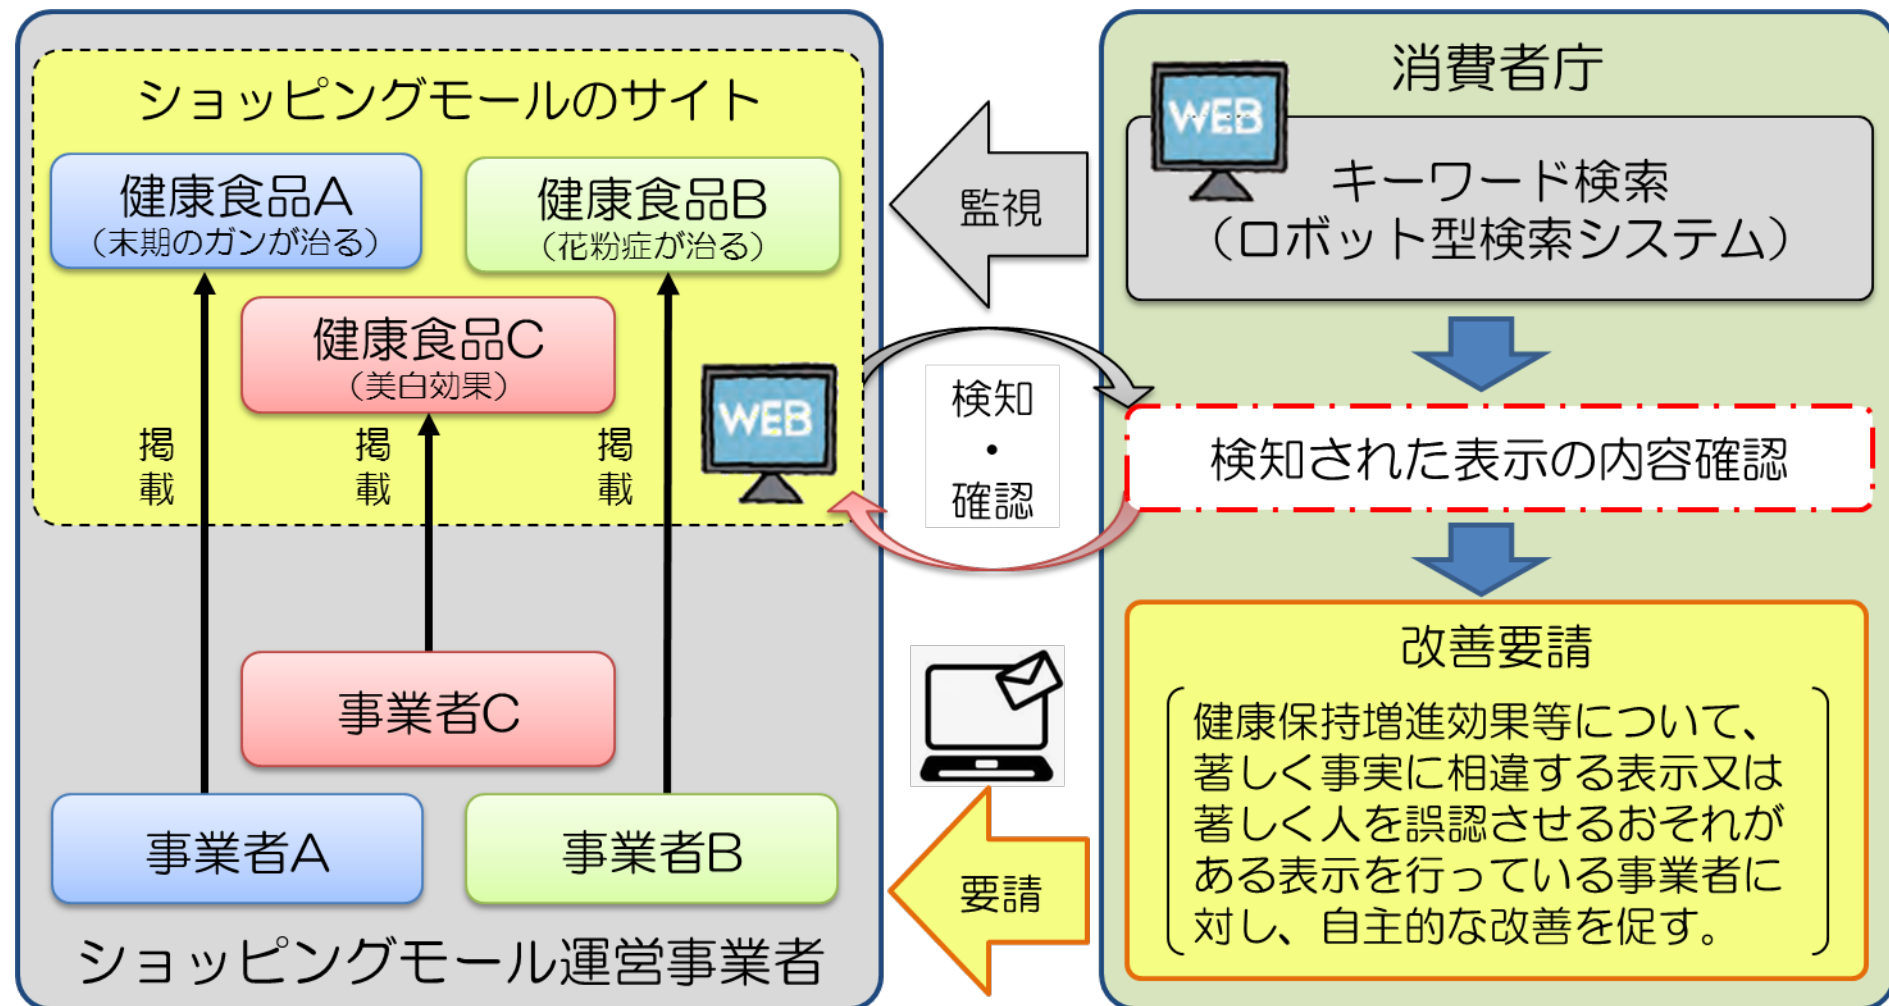 ショッピングモールのサイト
健康食品A
（末期のガンが治る）
健康食品B
（花粉症が治る）
健康食品C
（美白効果）
WEB
掲載
掲載
掲載
事業者C
事業者A
事業者B
ショッピングモール運営事業者
監視
検知
・
確認
要請
消費者庁
WEB
キーワード検索
（ロボット型検索システム）
検知された表示の内容確認
改善要請
健康保持増進効果等について、
著しく事実に相違する表示又は
著しく人を誤認させるおそれが
ある表示を行っている事業者に
対し、自主的な改善を促す。